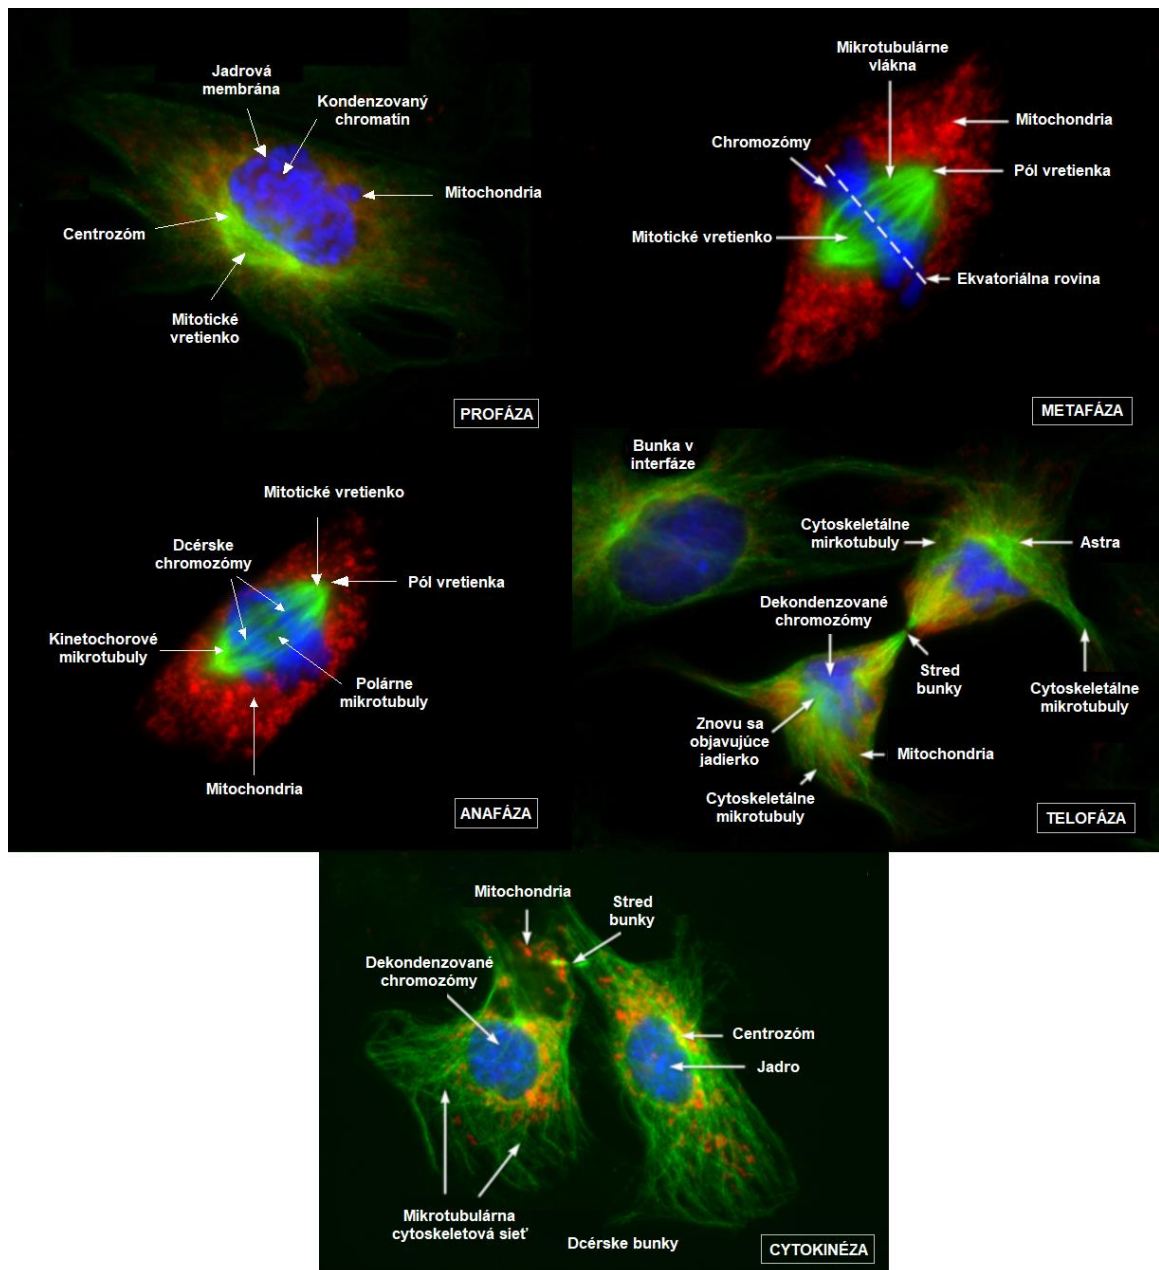 Jadrová
membrána
Kondenzovaný
chromatín
Mitochondria
Centrozóm
Mitotické
vretienko
PROFÁZA
Mikrotubulárne
vlákna
Mitochondria
Chromozómy
Pól vretienka
Mitotické vretienko
Ekvatoriálna rovina
METAFÁZA
Mitotické vretienko
Dcérske
chromozómy
Pól vretienka
Kinetochorové
mikrotubuly
Polárne
mikrotubuly
Mitochondria
ANAFÁZA
Bunka v
interfáze
Cytoskeletálne
mirkotubuly
Astra
Dekondenzované
chromozómy
Stred
bunky
Cytoskeletálne
mikrotubuly
Znovu sa
objavujúce
jadierko
Mitochondria
Cytoskeletálne
mikrotubuly
TELOFÁZA
Mitochondria
Stred
bunky
Dekondenzované
chromozómy
Centrozóm
Jadro
Mikrotubulárna
cytoskeletová sieť
Dcérske bunky
CYTOKINÉZA